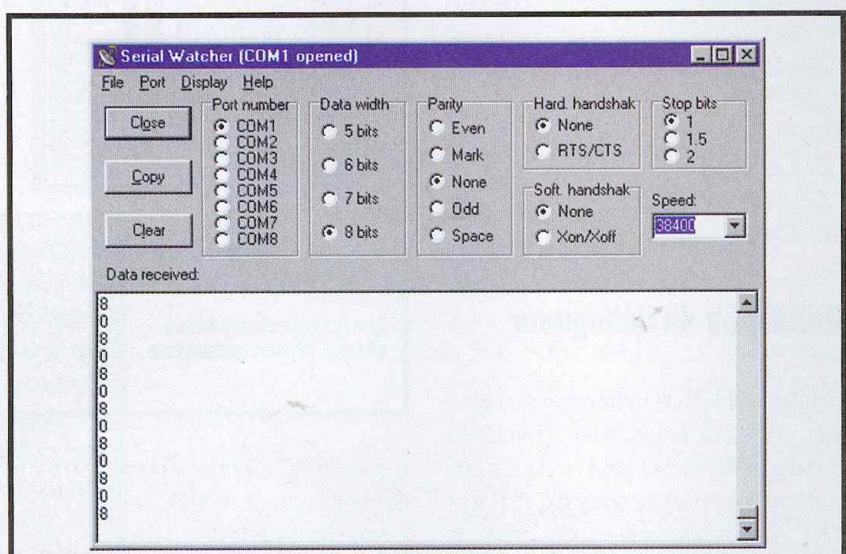 Serial Watcher (COM1 opened)
File Port Display Help
Close
Copy
Clear
Port number
COM1
COM2
COM3
COM4
COM5
COM6
COM7
COM8
Data width
5 bits
6 bits
7 bits
8 bits
Parity
Even
Mark
None
Odd
Space
Hard. handshak
None
RTS/CTS
Soft. handshak
None
Xon/Xoff
Stop bits
1
1.5
2
Speed:
38400
Data received:
8
0
8
0
8
0
8
0
8
0
8
0
8